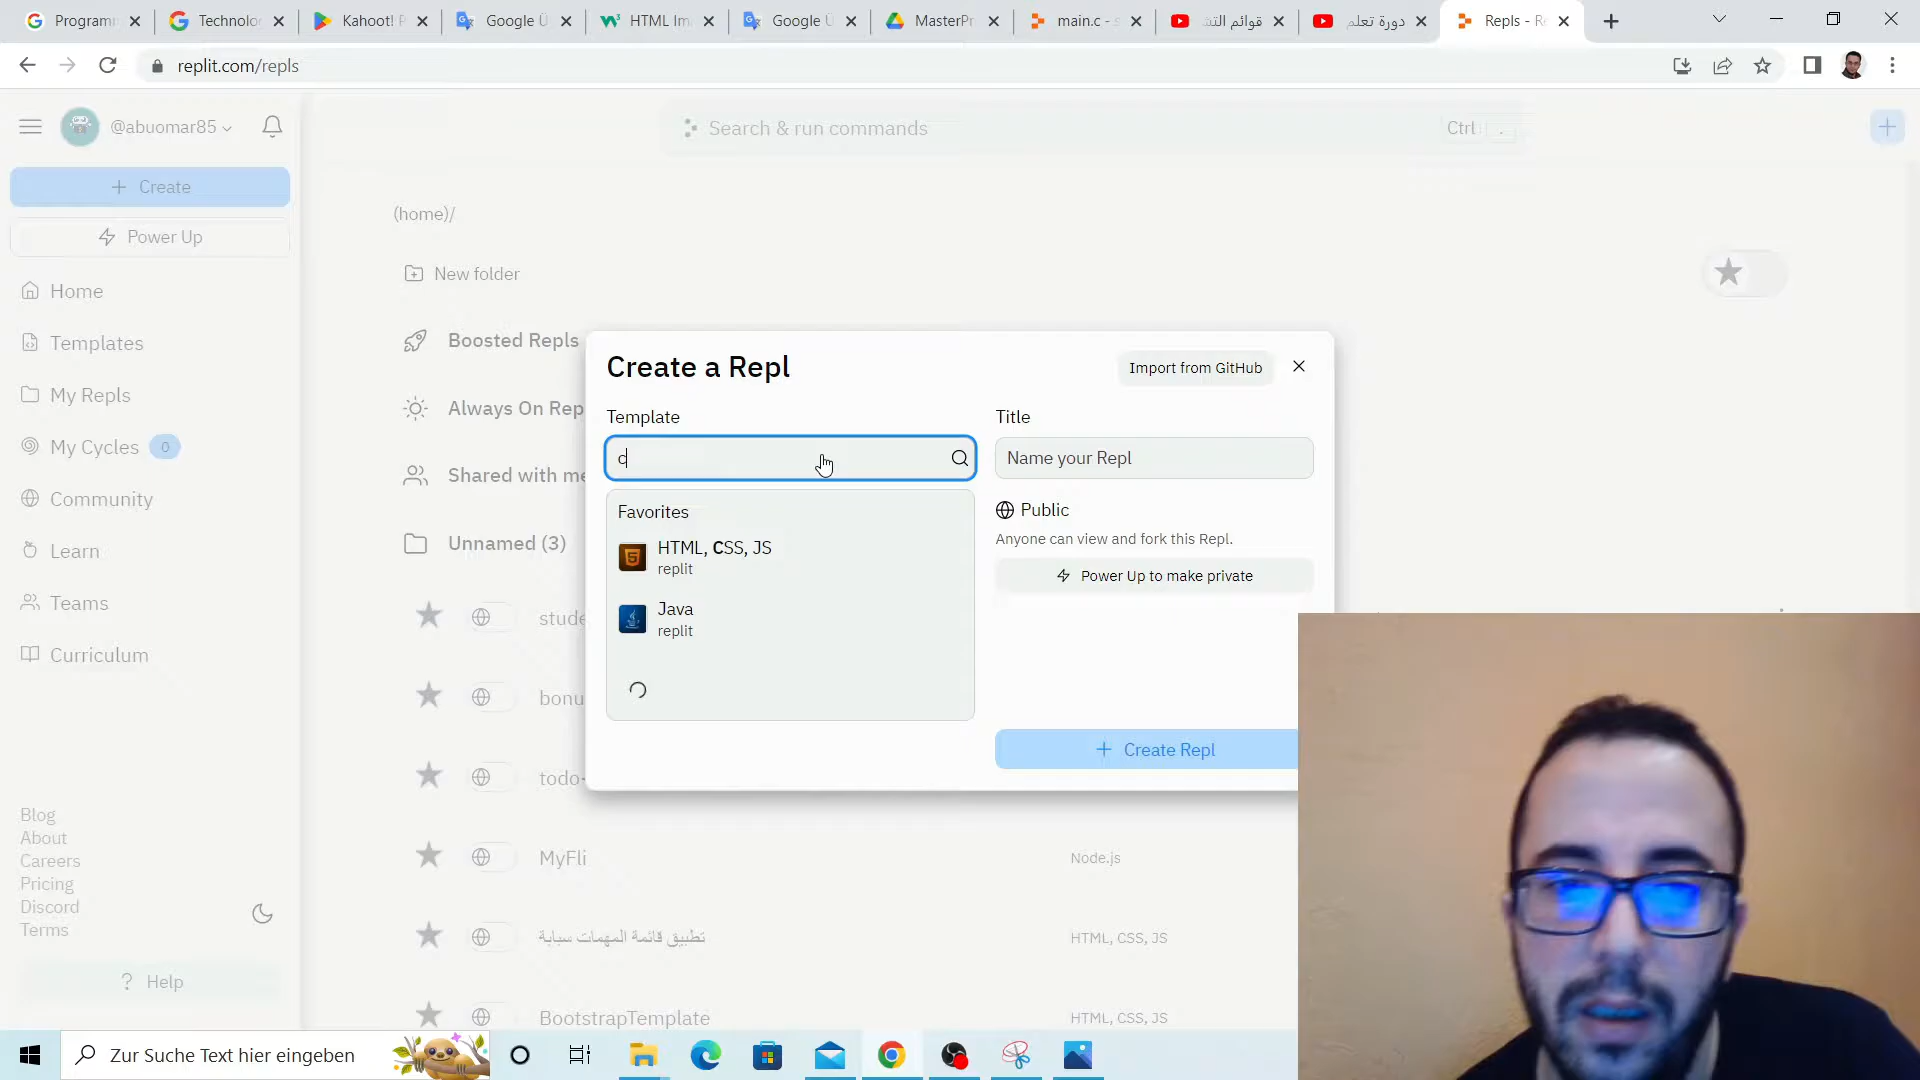 Programm
Technolo
Kahoot! P
Google Ü
HTML Im
Google Ü
MasterPr
main.c - s
قوائم التنـ
دورة تعلم
Repls - Re
replit.com/repls
@abuomar85
Search & run commands
Ctrl .
+ Create
Power Up
Home
Templates
My Repls
My Cycles 0
Community
Learn
Teams
Curriculum
Blog
About
Careers
Pricing
Discord
Terms
? Help
(home)/
New folder
Boosted Repls
Always On Rep
Shared with me
Unnamed (3)
stude
bonu
todo-
MyFli
Node.js
تطبيق قائمة المهمات سبابة
HTML, CSS, JS
BootstrapTemplate
HTML, CSS, JS
Create a Repl
Import from GitHub
Template
c
Favorites
HTML, CSS, JS
replit
Java
replit
Title
Name your Repl
Public
Anyone can view and fork this Repl.
Power Up to make private
+ Create Repl
Zur Suche Text hier eingeben